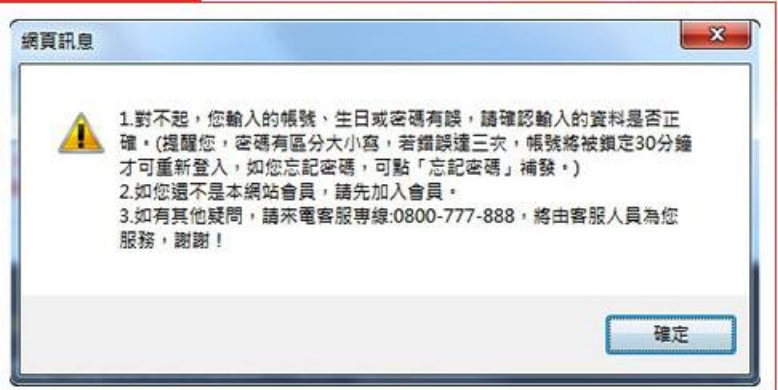 網頁訊息
1.對不起，您輸入的帳號、生日或密碼有誤，請確認輸入的資料是否正
確。(提醒您，密碼有區分大小寫，若錯誤達三次，帳號將被鎖定30分鐘
才可重新登入，如您忘記密碼，可點「忘記密碼」補發。)
2.如您還不是本網站會員，請先加入會員。
3.如有其他疑問，請來電客服專線:0800-777-888，將由客服人員為您
服務，謝謝！
確定